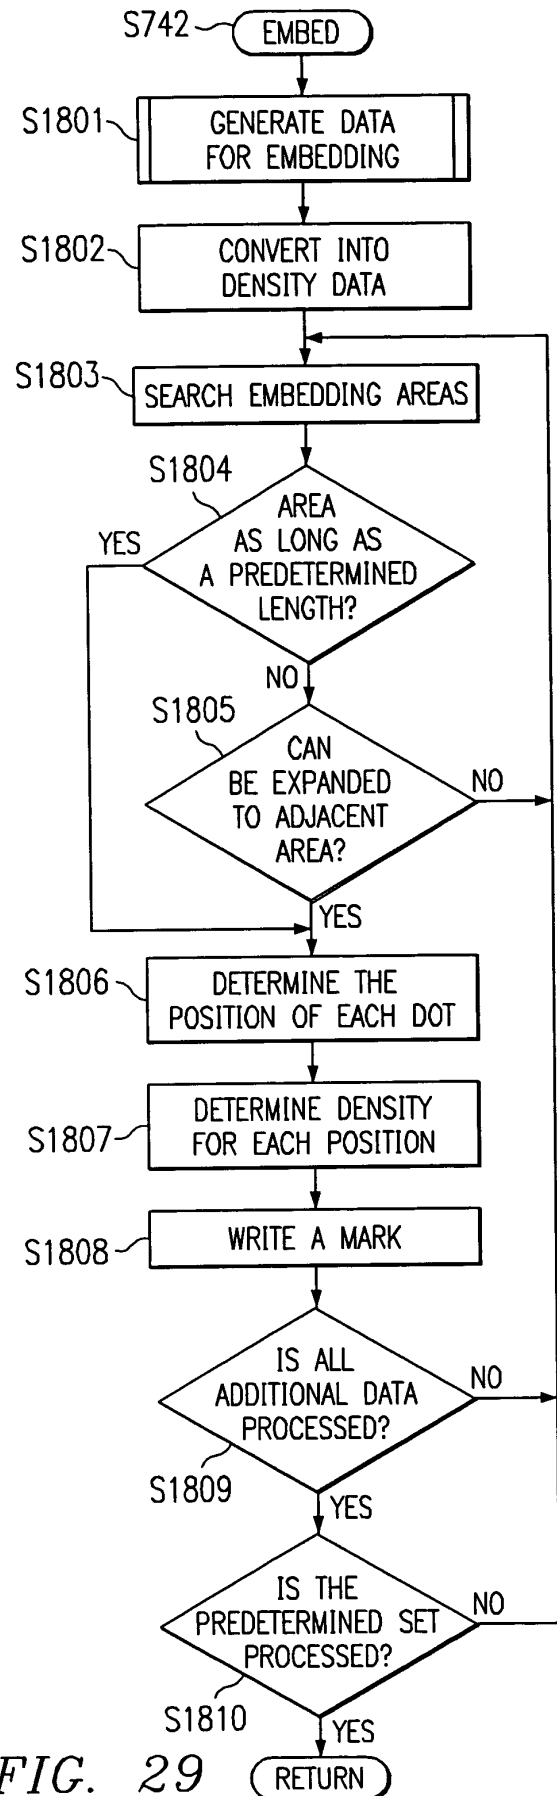 S742
EMBED
S1801
GENERATE DATA
FOR EMBEDDING
S1802
CONVERT INTO
DENSITY DATA
S1803
SEARCH EMBEDDING AREAS
S1804
AREA
AS LONG AS
A PREDETERMINED
LENGTH?
YES
NO
S1805
CAN
BE EXPANDED
TO ADJACENT
AREA?
NO
YES
S1806
DETERMINE THE
POSITION OF EACH DOT
S1807
DETERMINE DENSITY
FOR EACH POSITION
S1808
WRITE A MARK
IS ALL
ADDITIONAL DATA
PROCESSED?
NO
S1809
YES
IS THE
PREDETERMINED SET
PROCESSED?
NO
S1810
YES
RETURN
FIG. 29